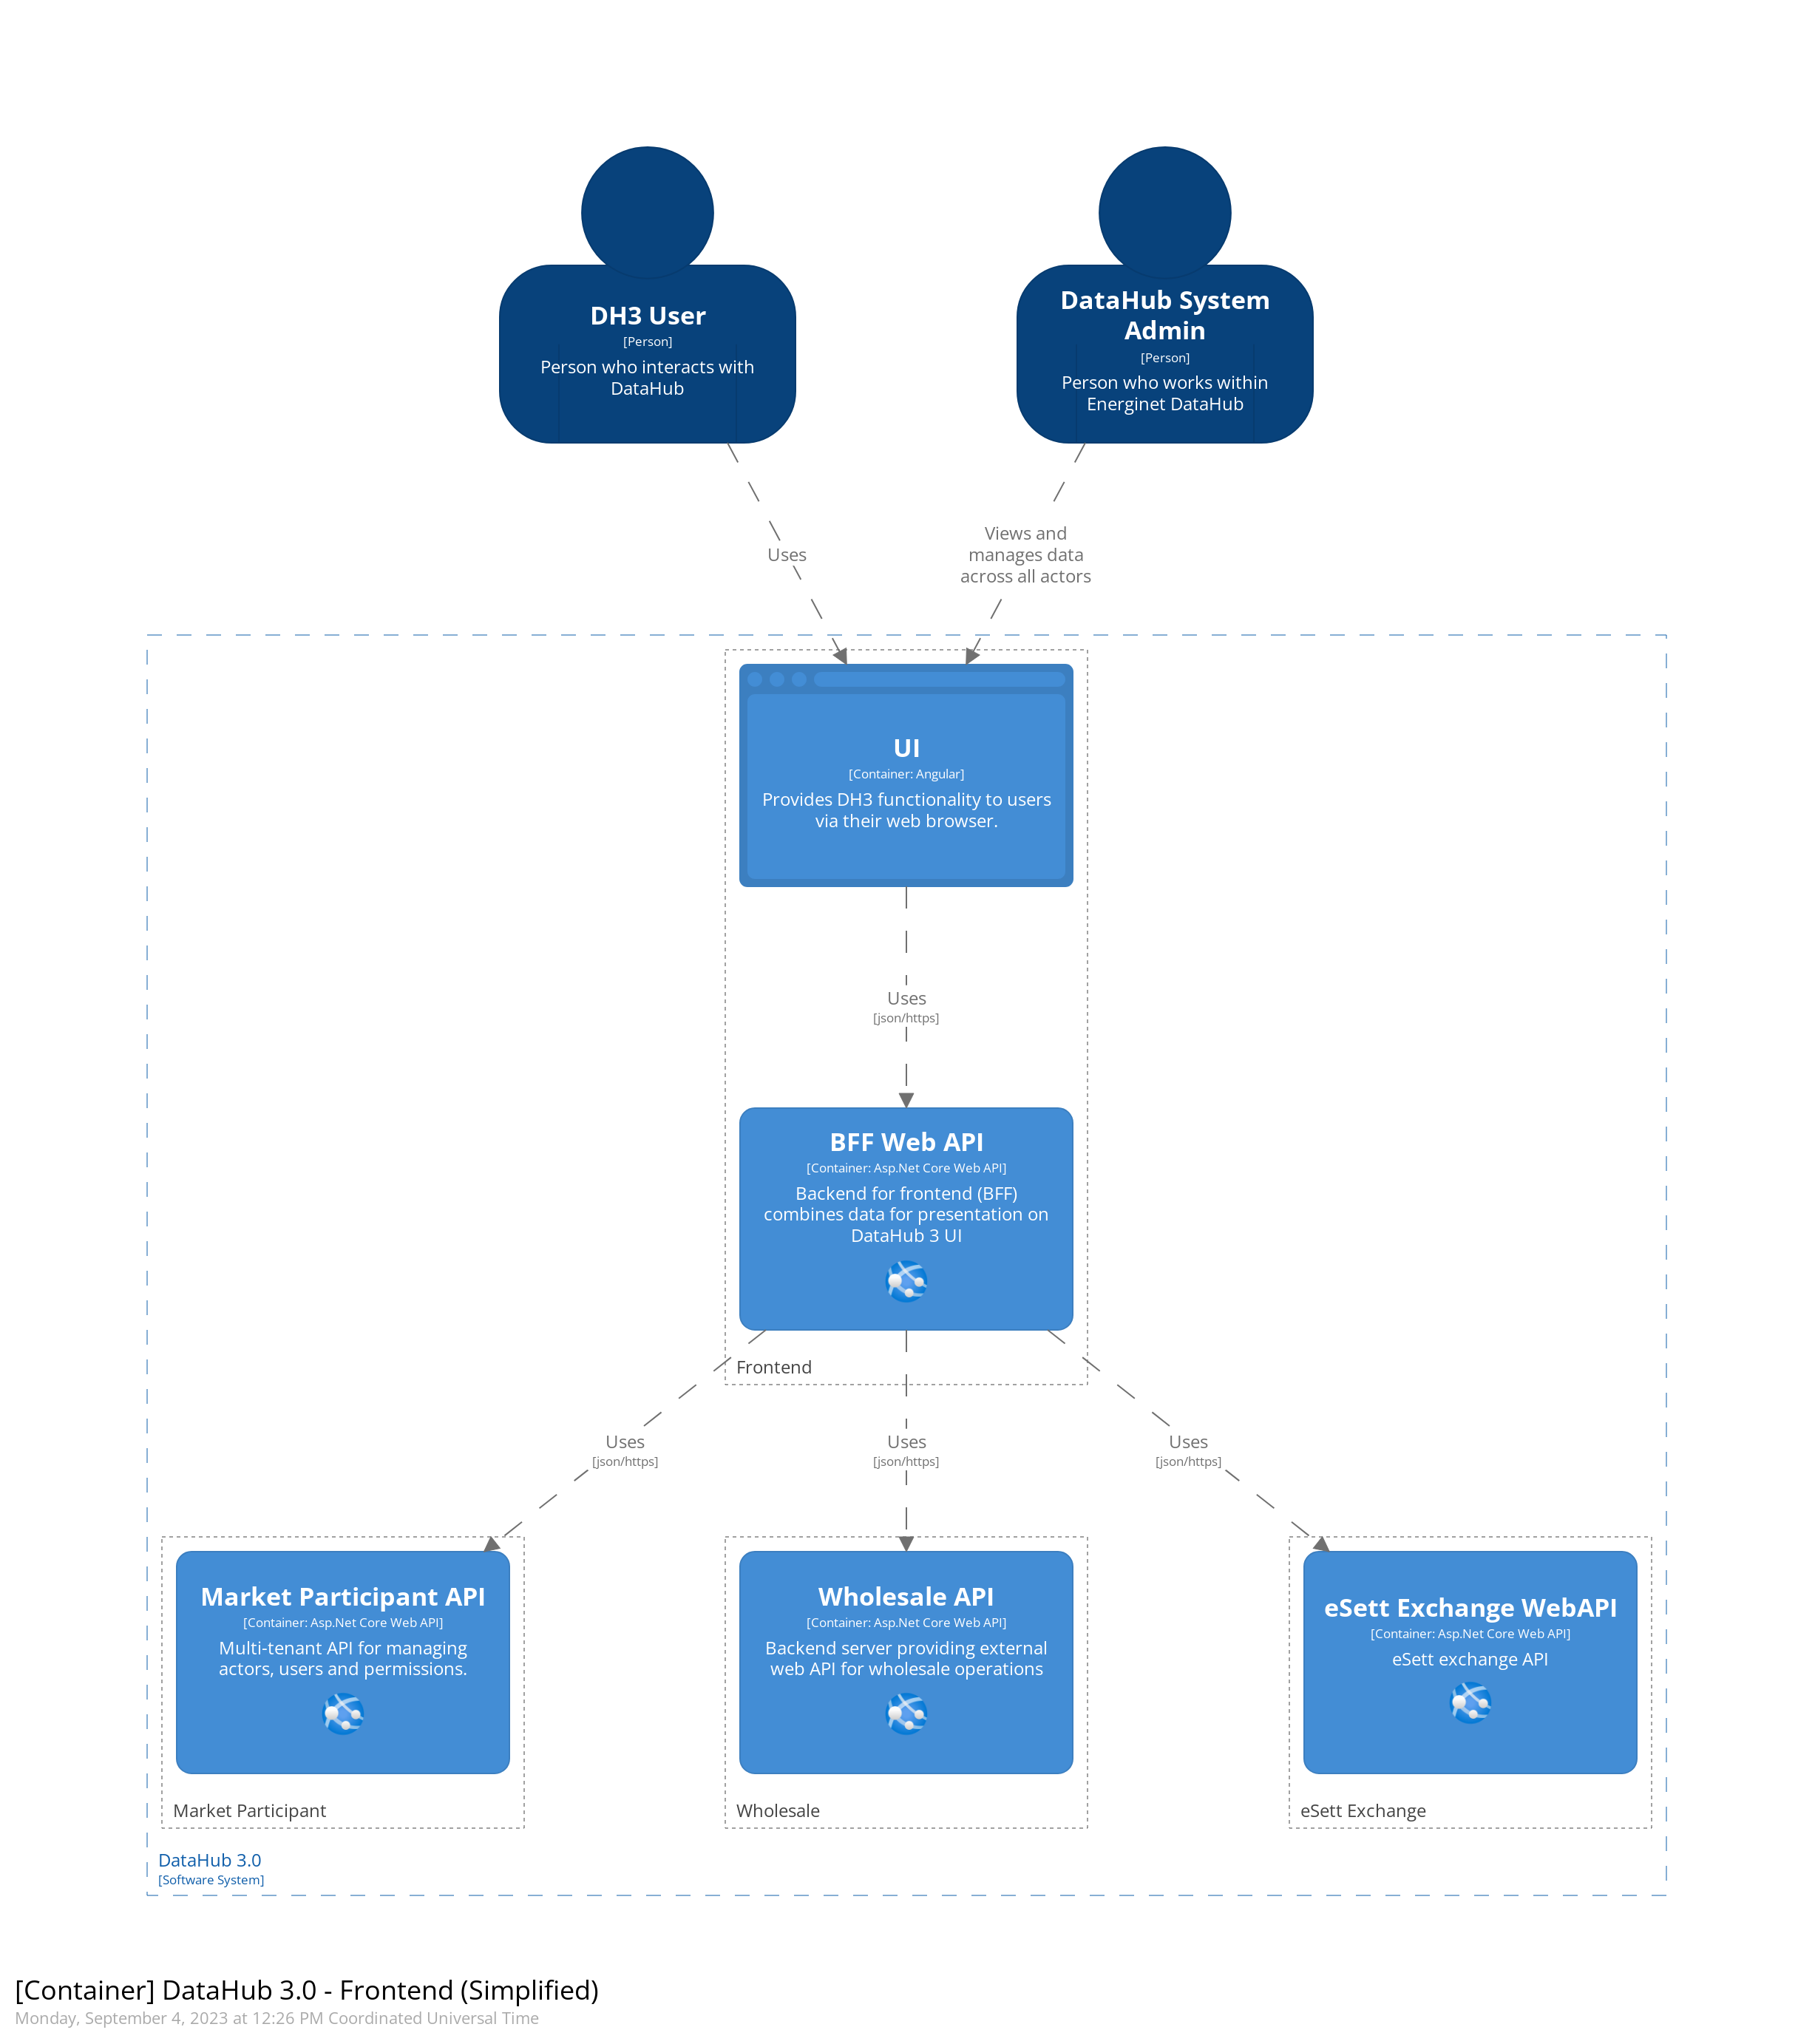 DH3 User
[Person]
Person who interacts with
DataHub
DataHub System
Admin
[Person]
Person who works within
Energinet DataHub
Uses
Views and
manages data
across all actors
UI
[Container: Angular]
Provides DH3 functionality to users
via their web browser.
Uses
[json/https]
BFF Web API
[Container: Asp.Net Core Web API]
Backend for frontend (BFF)
combines data for presentation on
DataHub 3 UI
Frontend
Uses
[json/https]
Uses
[json/https]
Uses
[json/https]
Market Participant API
[Container: Asp.Net Core Web API]
Multi-tenant API for managing
actors, users and permissions.
Market Participant
Wholesale API
[Container: Asp.Net Core Web API]
Backend server providing external
web API for wholesale operations
Wholesale
eSett Exchange WebAPI
[Container: Asp.Net Core Web API]
eSett exchange API
eSett Exchange
DataHub 3.0
[Software System]
[Container] DataHub 3.0 - Frontend (Simplified)
Monday, September 4, 2023 at 12:26 PM Coordinated Universal Time